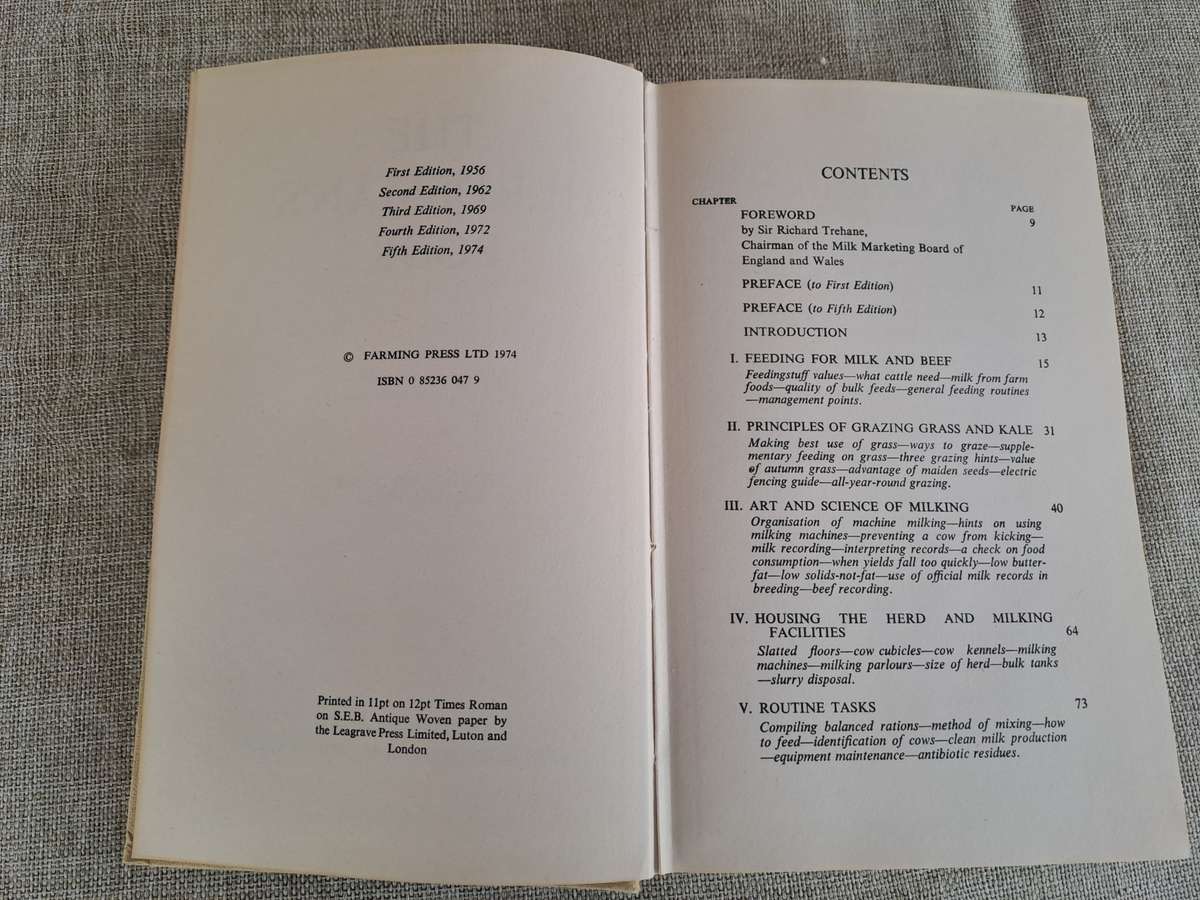 First Edition, 1956
Second Edition, 1962
Third Edition, 1969
Fourth Edition, 1972
Fifth Edition, 1974
© FARMING PRESS LTD 1974
ISBN 0 85236 047 9
Printed in 11pt on 12pt Times Roman
on S.E.B. Antique Woven paper by
the Leagrave Press Limited, Luton and
London
CONTENTS
CHAPTER PAGE
FOREWORD 9
by Sir Richard Trehane,
Chairman of the Milk Marketing Board of
England and Wales
PREFACE (to First Edition) 11
PREFACE (to Fifth Edition) 12
INTRODUCTION 13
I. FEEDING FOR MILK AND BEEF 15
Feedingstuff values—what cattle need—milk from farm
foods—quality of bulk feeds—general feeding routines
—management points.
II. PRINCIPLES OF GRAZING GRASS AND KALE 31
Making best use of grass—ways to graze—supple-
mentary feeding on grass—three grazing hints—value
of autumn grass—advantage of maiden seeds—electric
fencing guide—all-year-round grazing.
III. ART AND SCIENCE OF MILKING 40
Organisation of machine milking—hints on using
milking machines—preventing a cow from kicking—
milk recording—interpreting records—a check on food
consumption—when yields fall too quickly—low butter-
fat—low solids-not-fat—use of official milk records in
breeding—beef recording.
IV. HOUSING THE HERD AND MILKING
FACILITIES 64
Slatted floors—cow cubicles—cow kennels—milking
machines—milking parlours—size of herd—bulk tanks
—slurry disposal.
V. ROUTINE TASKS 73
Compiling balanced rations—method of mixing—how
to feed—identification of cows—clean milk production
—equipment maintenance—antibiotic residues.